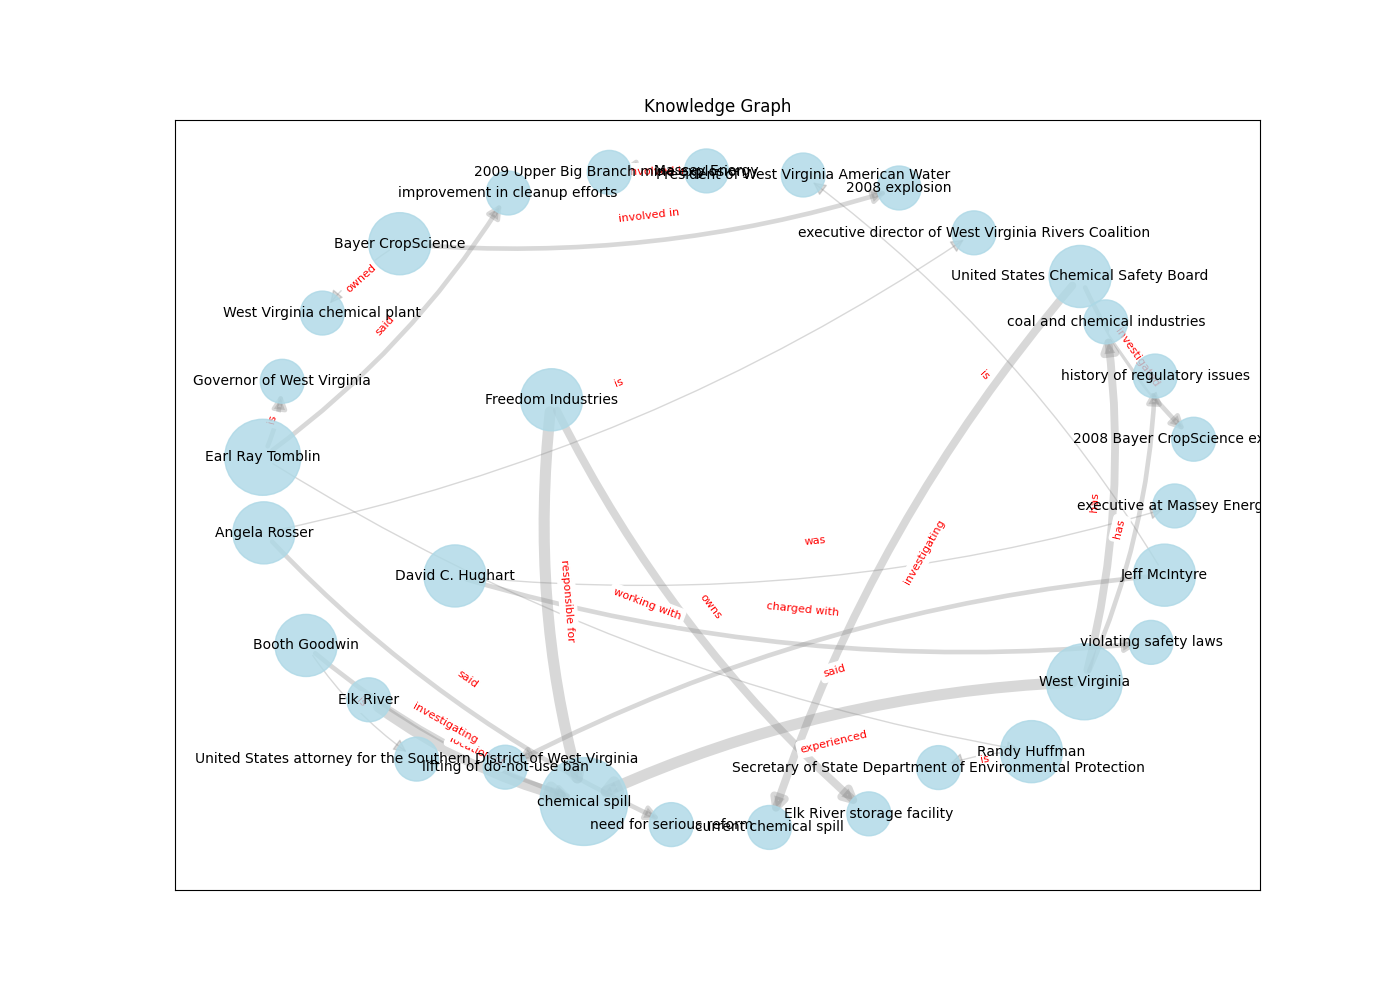 Knowledge Graph
2009 Upper Big Branch
Massey Energy
President of West Virginia American Water
involved in
2008 explosion
improvement in cleanup efforts
involved in
executive director of West Virginia Rivers Coalition
Bayer CropScience
United States Chemical Safety Board
owned
West Virginia chemical plant
coal and chemical industries
said
investigated
history of regulatory issues
is
is
Governor of West Virginia
Freedom Industries
is
2008 Bayer CropScience
Earl Ray Tomblin
has
executive at Massey
Angela Rosser
has
was
investigating
David C. Hughart
Jeff McIntyre
responsible for
working with
owns
charged with
violating safety laws
Booth Goodwin
said
said
West Virginia
Elk River
investigating
experienced
location
Randy Huffman
is
United States attorney for the Southern District of West Virginia
lifting of do-not-use ban
Secretary of State Department of Environmental Protection
chemical spill
need for serious reform
current chemical spill
Elk River storage facility